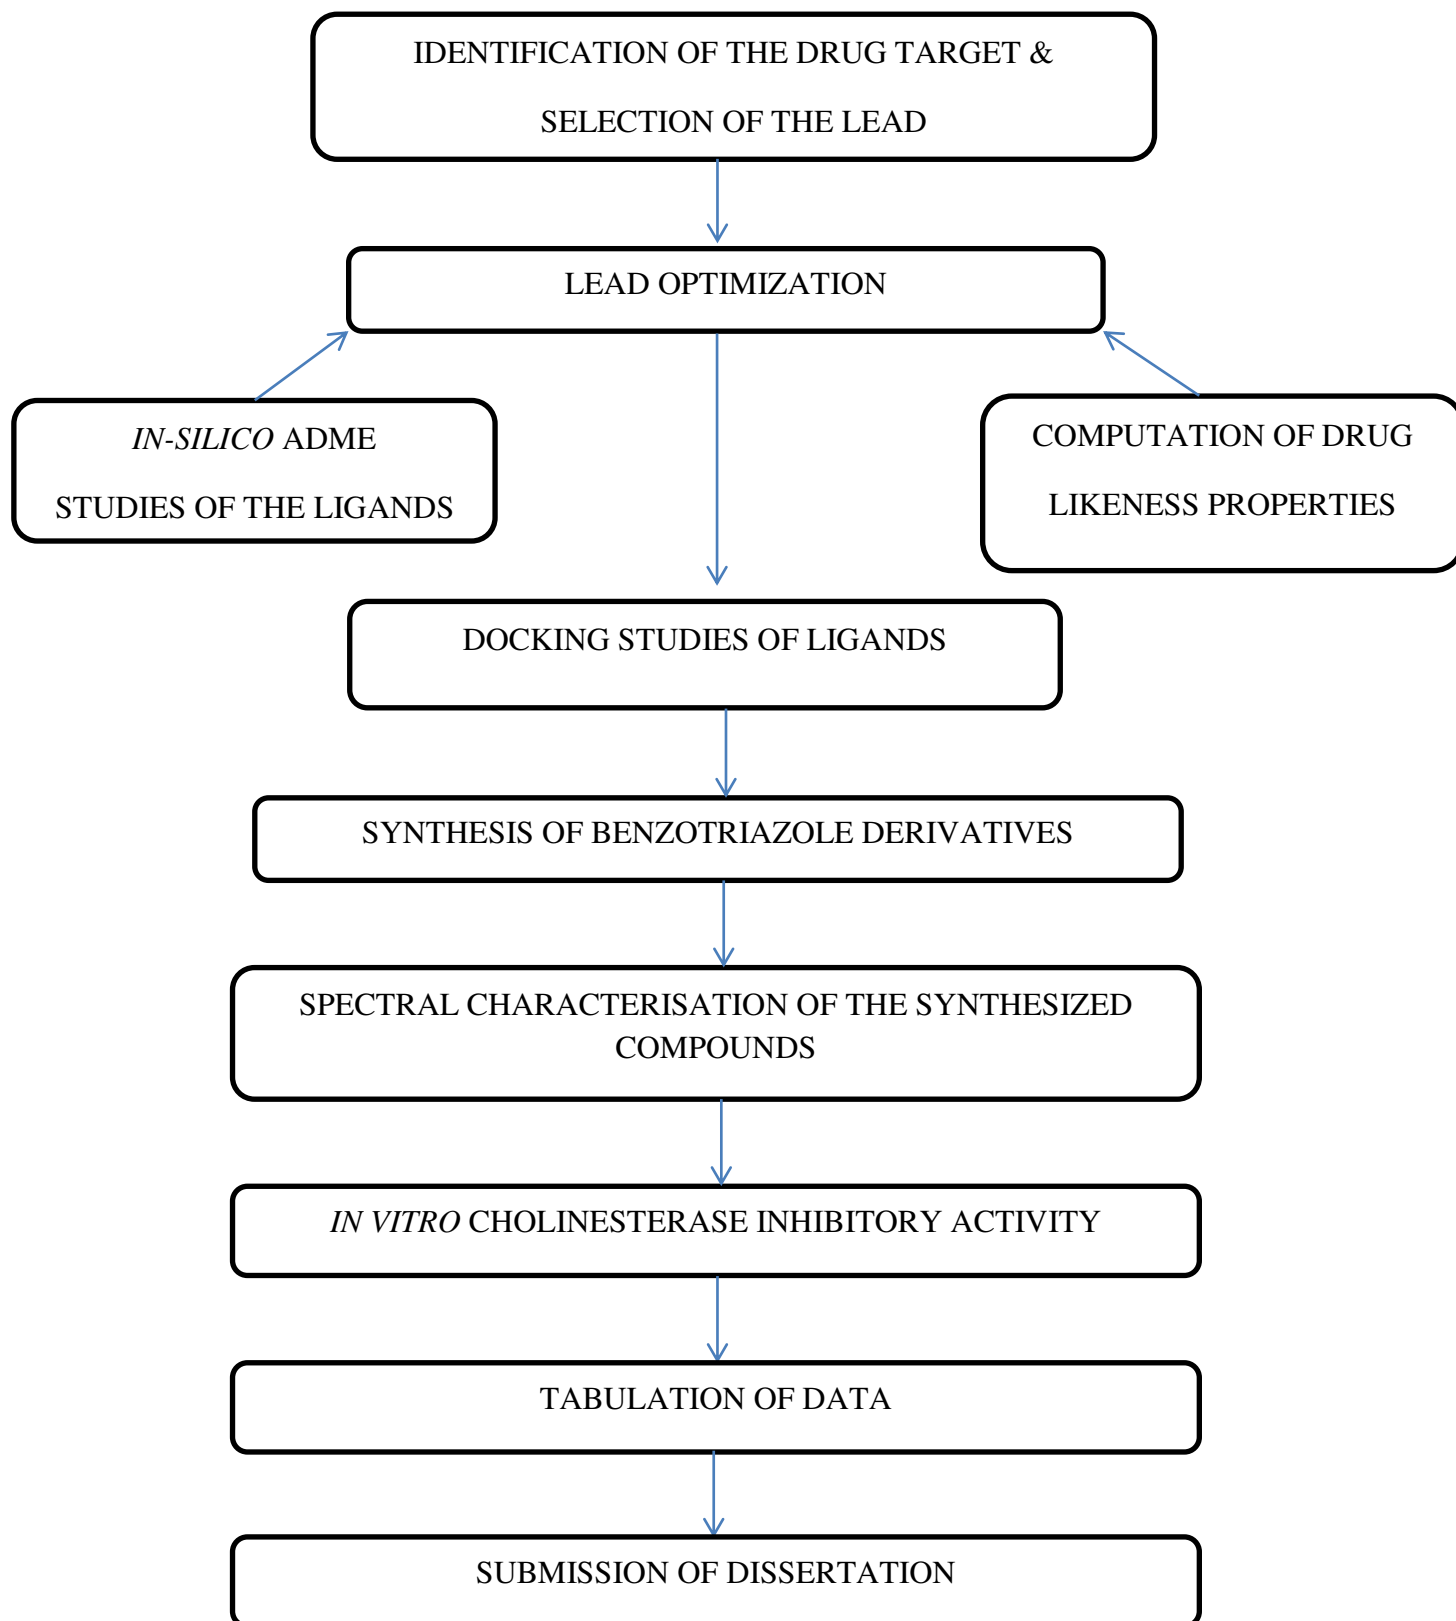 IDENTIFICATION OF THE DRUG TARGET &
SELECTION OF THE LEAD
LEAD OPTIMIZATION
IN-SILICO ADME
STUDIES OF THE LIGANDS
COMPUTATION OF DRUG
LIKENESS PROPERTIES
DOCKING STUDIES OF LIGANDS
SYNTHESIS OF BENZOTRIAZOLE DERIVATIVES
SPECTRAL CHARACTERISATION OF THE SYNTHESIZED
COMPOUNDS
IN VITRO CHOLINESTERASE INHIBITORY ACTIVITY
TABULATION OF DATA
SUBMISSION OF DISSERTATION